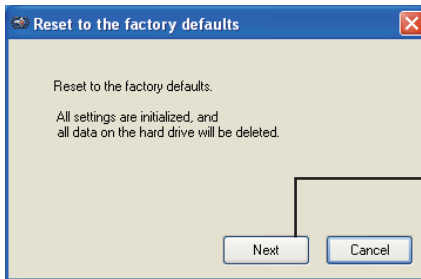 Reset to the factory defaults
Reset to the factory defaults.
All settings are initialized, and
all data on the hard drive will be deleted.
Next
Cancel